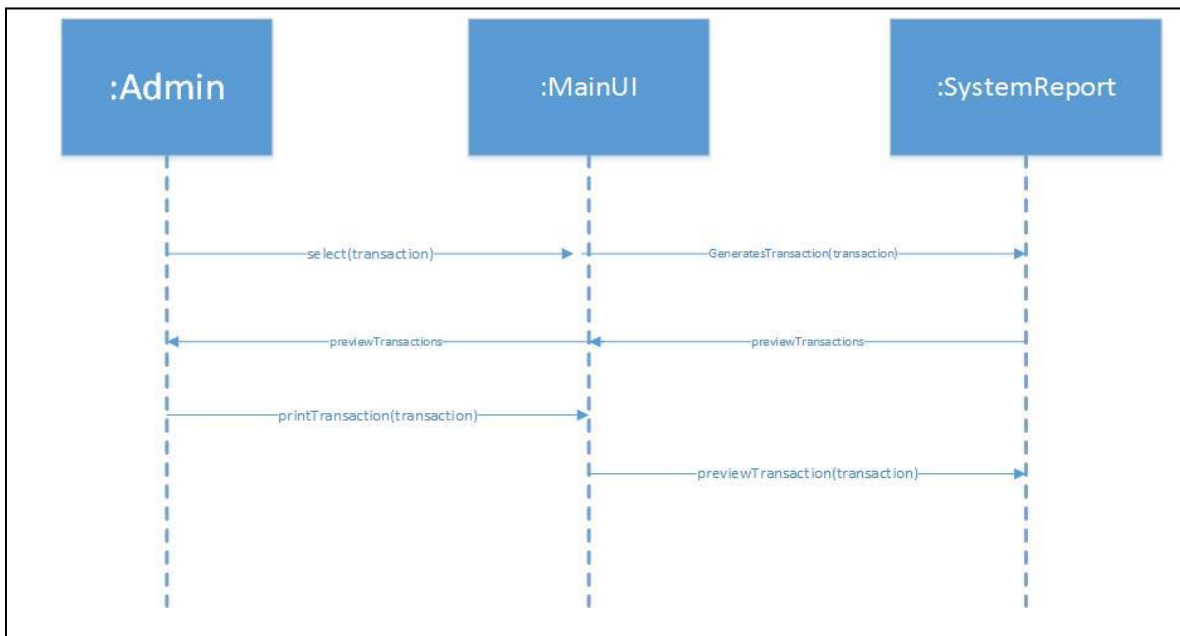 :Admin
:MainUI
:SystemReport
select(transaction)
GeneratesTransaction(transaction)
previewTransactions
previewTransactions
printTransaction(transaction)
previewTransaction(transaction)